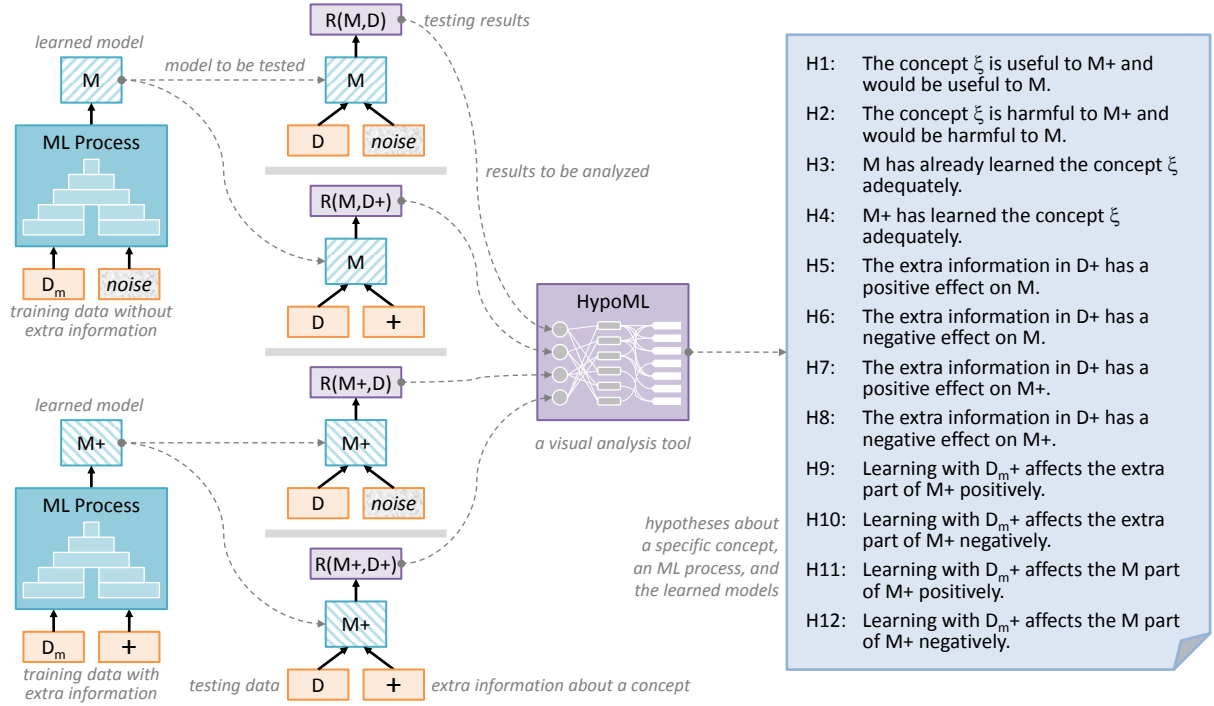 learned model
M
ML Process
Dm
noise
training data without
extra information
model to be tested
R(M,D)
testing results
M
D
noise
R(M,D+)
M
D
+
results to be analyzed
learned model
M+
ML Process
Dm
+
training data with
extra information
R(M+,D)
M+
D
noise
R(M+,D+)
M+
testing data
D
+
extra information about a concept
HypoML
a visual analysis tool
hypotheses about
a specific concept,
an ML process, and
the learned models
H1: The concept ξ is useful to M+ and
would be useful to M.
H2: The concept ξ is harmful to M+ and
would be harmful to M.
H3: M has already learned the concept ξ
adequately.
H4: M+ has learned the concept ξ
adequately.
H5: The extra information in D+ has a
positive effect on M.
H6: The extra information in D+ has a
negative effect on M.
H7: The extra information in D+ has a
positive effect on M+.
H8: The extra information in D+ has a
negative effect on M+.
H9: Learning with Dm+ affects the extra
part of M+ positively.
H10: Learning with Dm+ affects the extra
part of M+ negatively.
H11: Learning with Dm+ affects the M part
of M+ positively.
H12: Learning with Dm+ affects the M part
of M+ negatively.